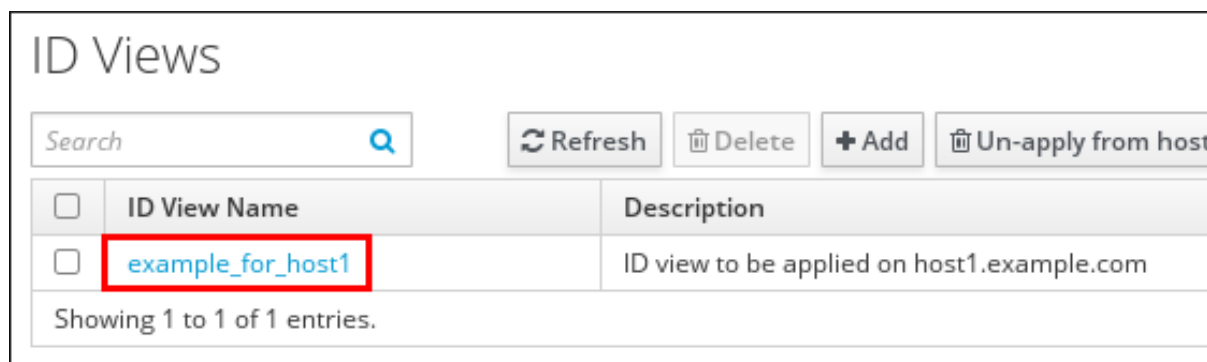 ID Views
Search Refresh Delete Add Un-apply from host
ID View Name Description
example_for_host1 ID view to be applied on host1.example.com
Showing 1 to 1 of 1 entries.